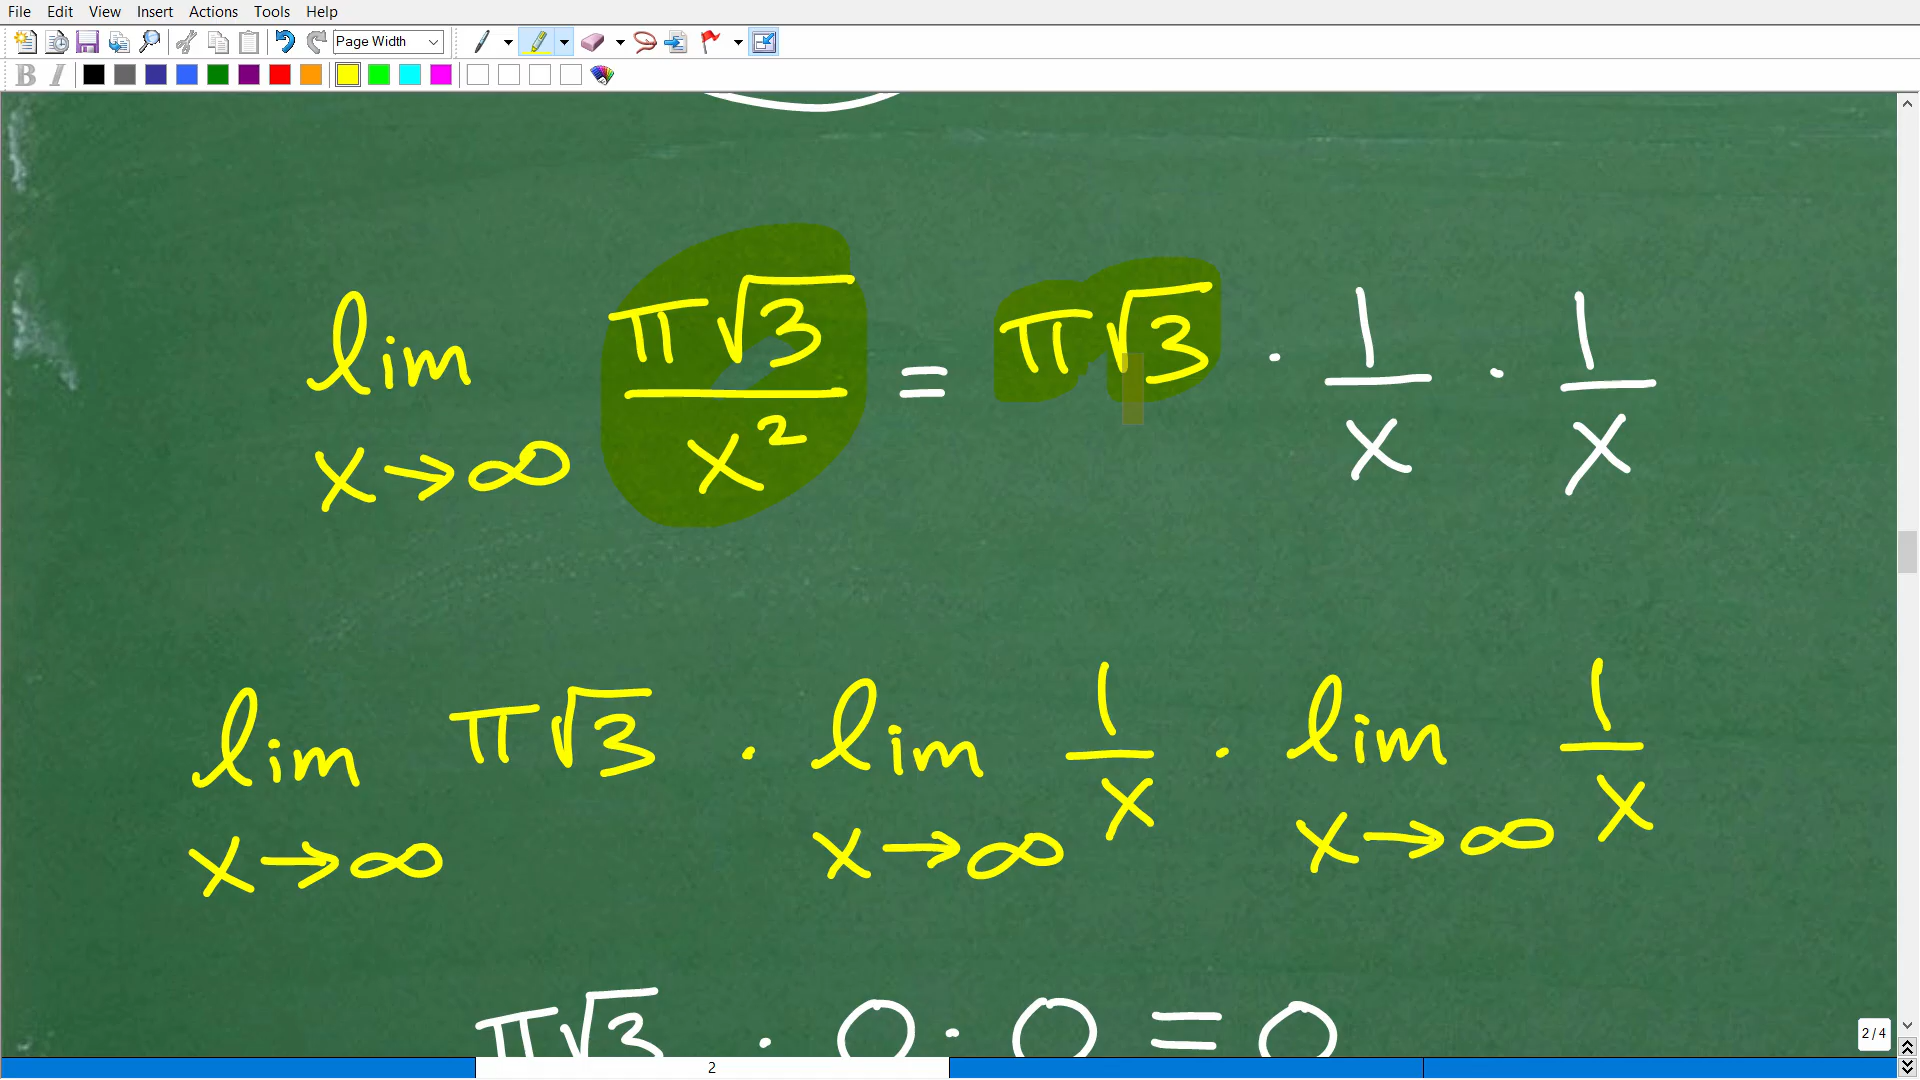 File Edit View Insert Actions Tools Help
Page Width
B I
lim π√3/x² = π√3 · 1/x · 1/x
x→∞
lim π√3 · lim 1/x · lim 1/x
x→∞ x→∞ x→∞
π√3 · 0 · 0 = 0
2 / 4
2